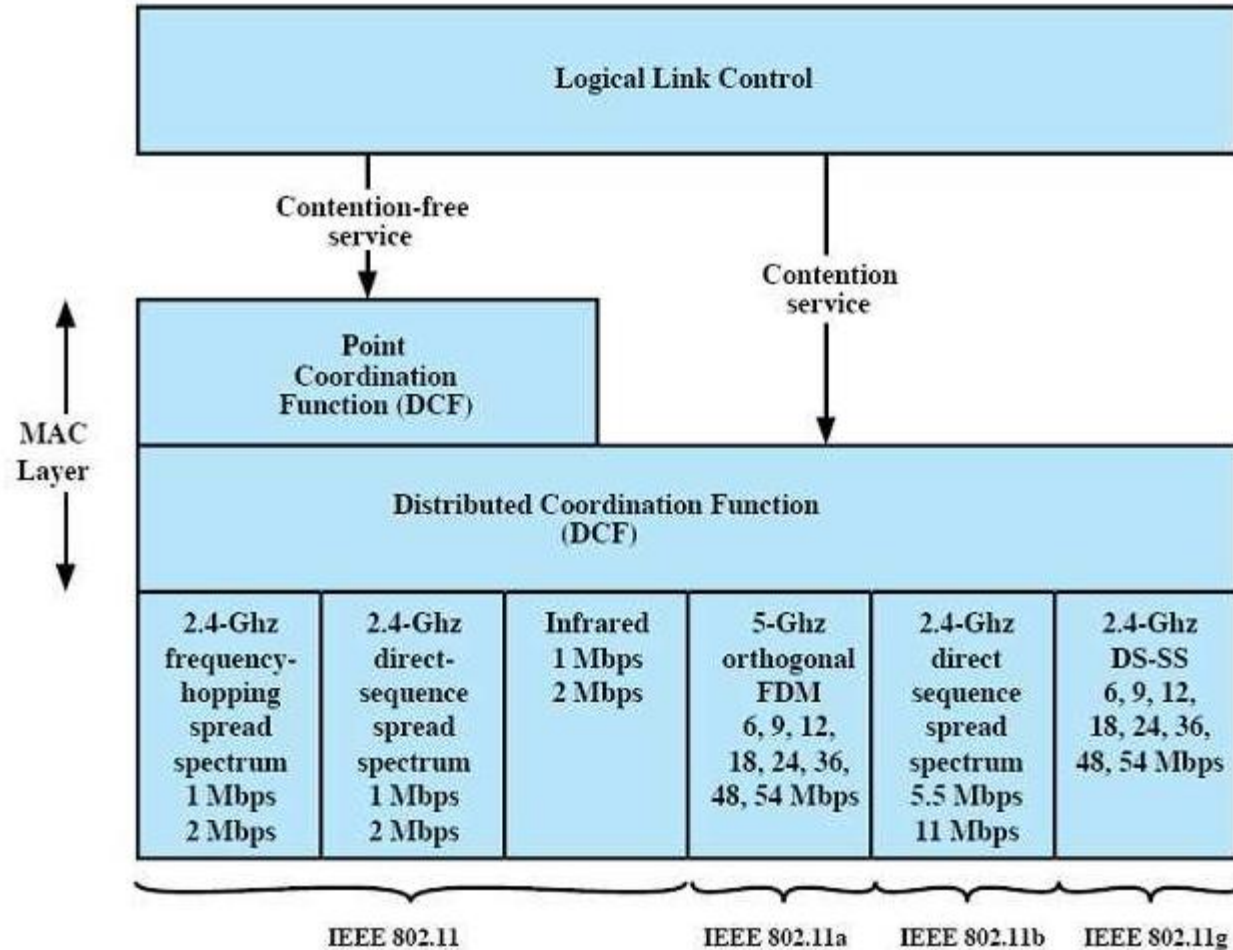 Logical Link Control
Contention-free
service
Contention
service
Point
Coordination
Function (DCF)
MAC
Layer
Distributed Coordination Function
(DCF)
2.4-Ghz
frequency-
hopping
spread
spectrum
1 Mbps
2 Mbps
2.4-Ghz
direct-
sequence
spread
spectrum
1 Mbps
2 Mbps
Infrared
1 Mbps
2 Mbps
5-Ghz
orthogonal
FDM
6, 9, 12,
18, 24, 36,
48, 54 Mbps
2.4-Ghz
direct
sequence
spread
spectrum
5.5 Mbps
11 Mbps
2.4-Ghz
DS-SS
6, 9, 12,
18, 24, 36,
48, 54 Mbps
IEEE 802.11
IEEE 802.11a
IEEE 802.11b
IEEE 802.11g